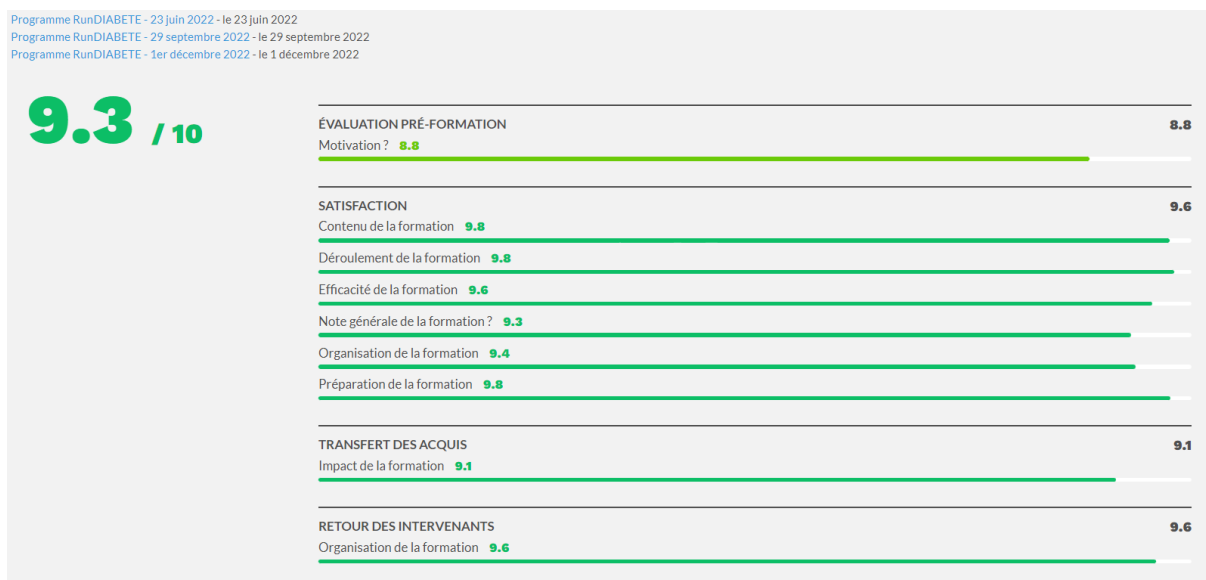 Programme RunDIABETE - 23 juin 2022 - le 23 juin 2022
Programme RunDIABETE - 29 septembre 2022 - le 29 septembre 2022
Programme RunDIABETE - 1er décembre 2022 - le 1 décembre 2022
9.3 / 10
ÉVALUATION PRÉ-FORMATION 8.8
Motivation ? 8.8
SATISFACTION 9.6
Contenu de la formation 9.8
Déroulement de la formation 9.8
Efficacité de la formation 9.6
Note générale de la formation ? 9.3
Organisation de la formation 9.4
Préparation de la formation 9.8
TRANSFERT DES ACQUIS 9.1
Impact de la formation 9.1
RETOUR DES INTERVENANTS 9.6
Organisation de la formation 9.6